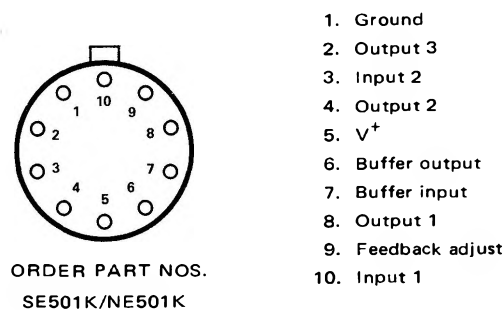 10
1
9
2
8
3
7
4
6
5
ORDER PART NOS.
SE501K/NE501K
1. Ground
2. Output 3
3. Input 2
4. Output 2
5. V+
6. Buffer output
7. Buffer input
8. Output 1
9. Feedback adjust
10. Input 1